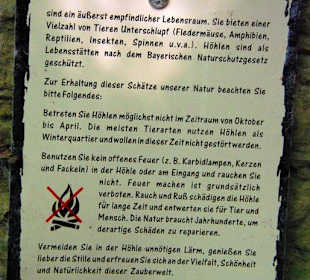 sind ein äußerst empfindlicher Lebensraum. Sie bieten einer
Vielzahl von Tieren Unterschlupf (Fledermäuse, Amphibien,
Reptilien, Insekten, Spinnen u.v.a.). Höhlen sind als
Lebensstätten nach dem Bayerischen Naturschutzgesetz
geschützt.
Zur Erhaltung dieser Schätze unserer Natur beachten Sie
bitte Folgendes:
Betreten Sie Höhlen möglichst nicht im Zeitraum von Oktober
bis April. Die meisten Tierarten nutzen Höhlen als
Winterquartier und wollen in dieser Zeit nicht gestört werden.
Benutzen Sie kein offenes Feuer (z. B. Karbidlampen, Kerzen
und Fackeln) in der Höhle oder am Eingang und rauchen Sie
nicht. Feuer machen ist grundsätzlich
verboten. Rauch und Ruß schädigen die Höhle
für lange Zeit und entwerten sie für Tier und
Mensch. Die Natur braucht Jahrhunderte, um
derartige Schäden zu reparieren.
Vermeiden Sie in der Höhle unnötigen Lärm, genießen Sie
lieber die Stille und erfreuen Sie sich an der Vielfalt, Schönheit
und Natürlichkeit dieser Zauberwelt.